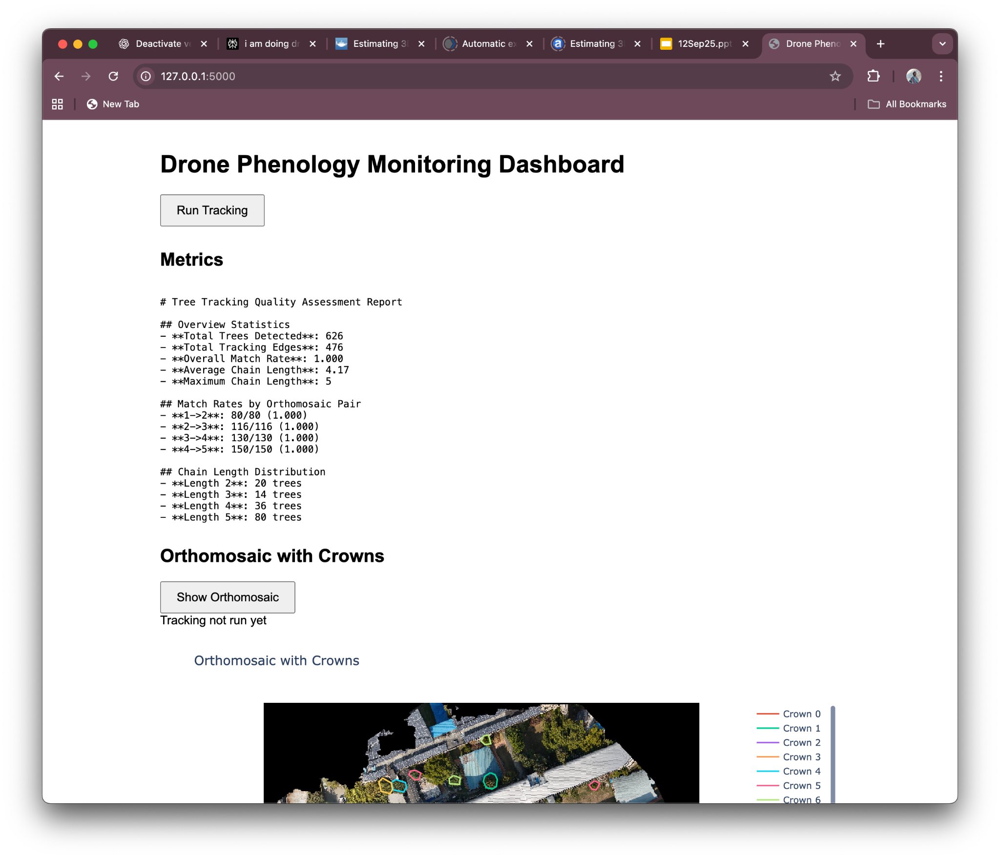 Deactivate ve
i am doing dr
Estimating 3
Automatic ex
Estimating 3
12Sep25.ppt
Drone Pheno
127.0.0.1:5000
New Tab
All Bookmarks
Drone Phenology Monitoring Dashboard
Run Tracking
Metrics
# Tree Tracking Quality Assessment Report
## Overview Statistics
- **Total Trees Detected**: 626
- **Total Tracking Edges**: 476
- **Overall Match Rate**: 1.000
- **Average Chain Length**: 4.17
- **Maximum Chain Length**: 5
## Match Rates by Orthomosaic Pair
- **1->2**: 80/80 (1.000)
- **2->3**: 116/116 (1.000)
- **3->4**: 130/130 (1.000)
- **4->5**: 150/150 (1.000)
## Chain Length Distribution
- **Length 2**: 20 trees
- **Length 3**: 14 trees
- **Length 4**: 36 trees
- **Length 5**: 80 trees
Orthomosaic with Crowns
Show Orthomosaic
Tracking not run yet
Orthomosaic with Crowns
Crown 0
Crown 1
Crown 2
Crown 3
Crown 4
Crown 5
Crown 6